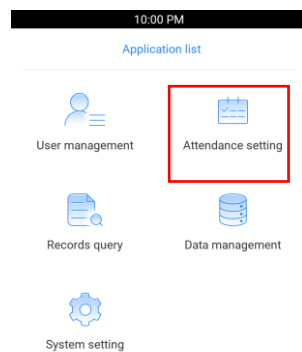 10:00 PM
Application list
User management
Attendance setting
Records query
Data management
System setting